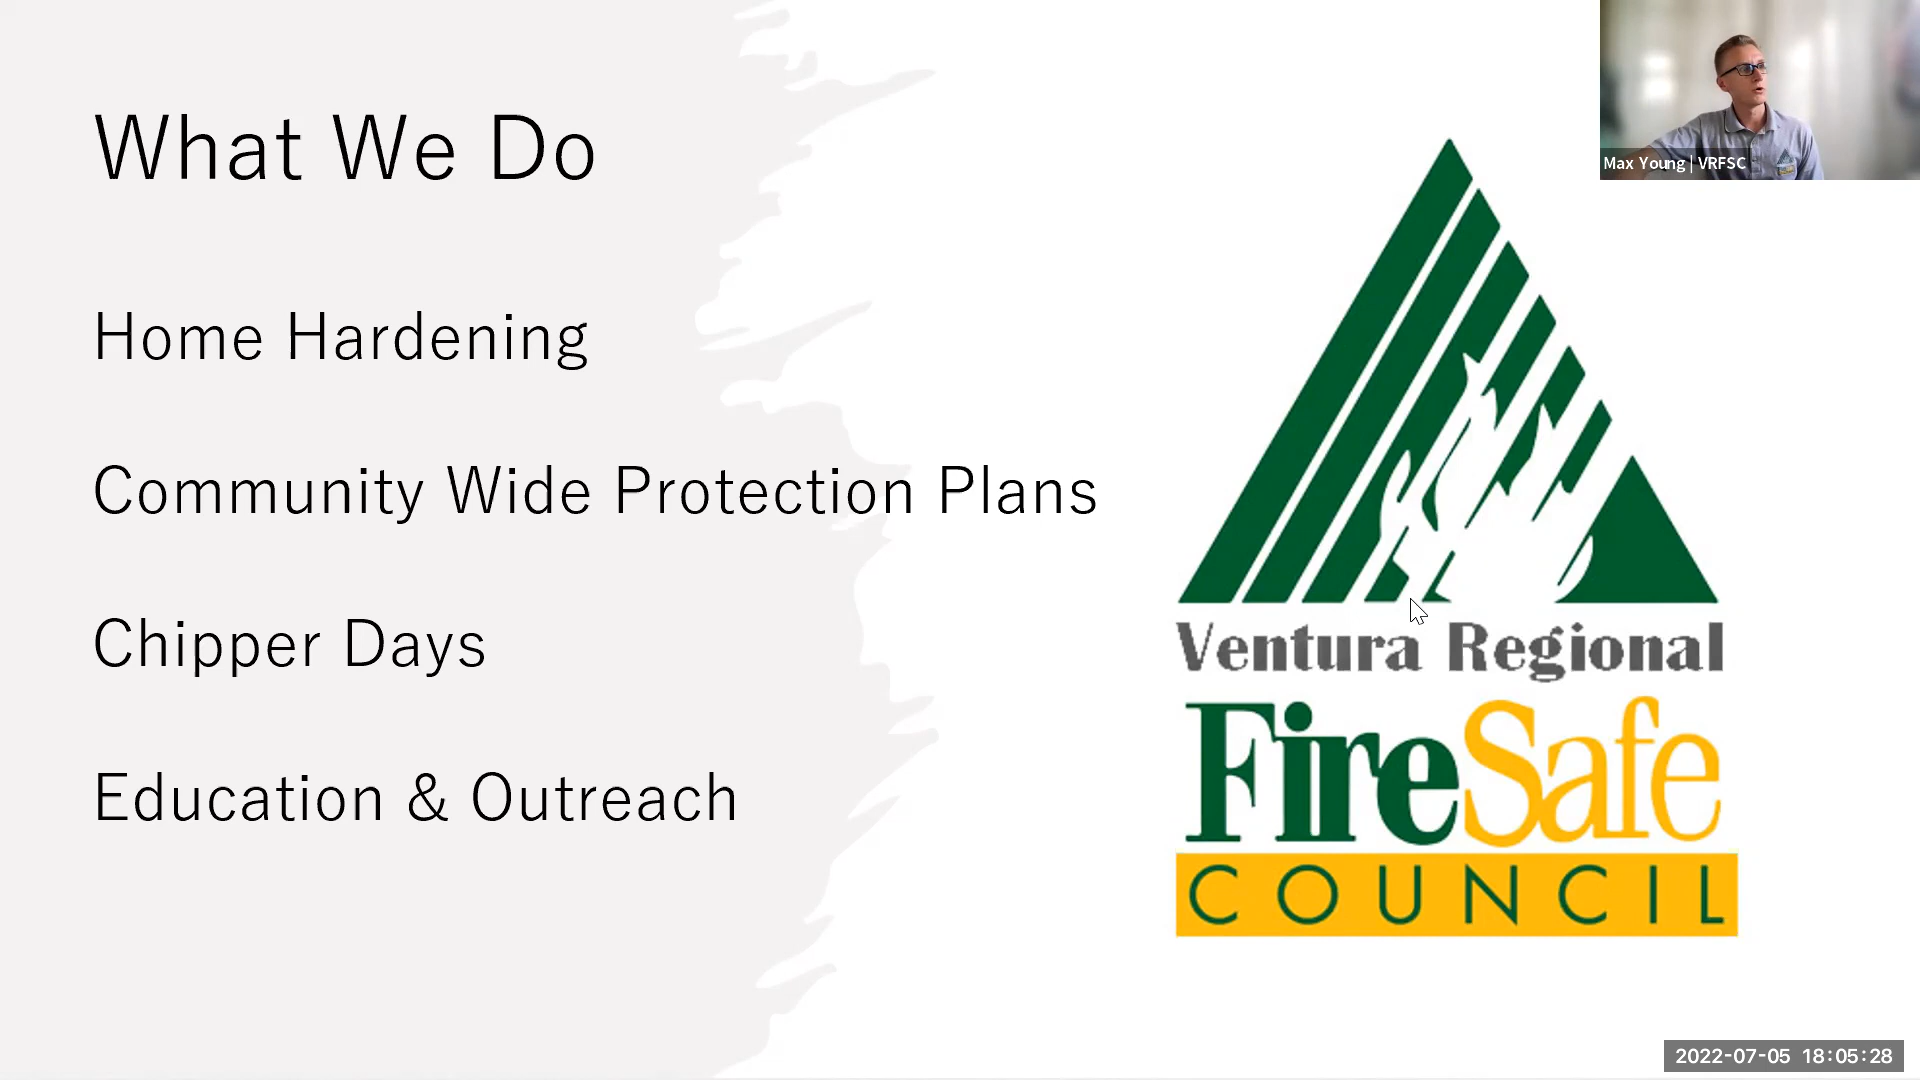 What We Do
Home Hardening
Community Wide Protection Plans
Chipper Days
Education & Outreach
Max Young | VRFSC
Ventura Regional
FireSafe
COUNCIL
2022-07-05 18:05:28